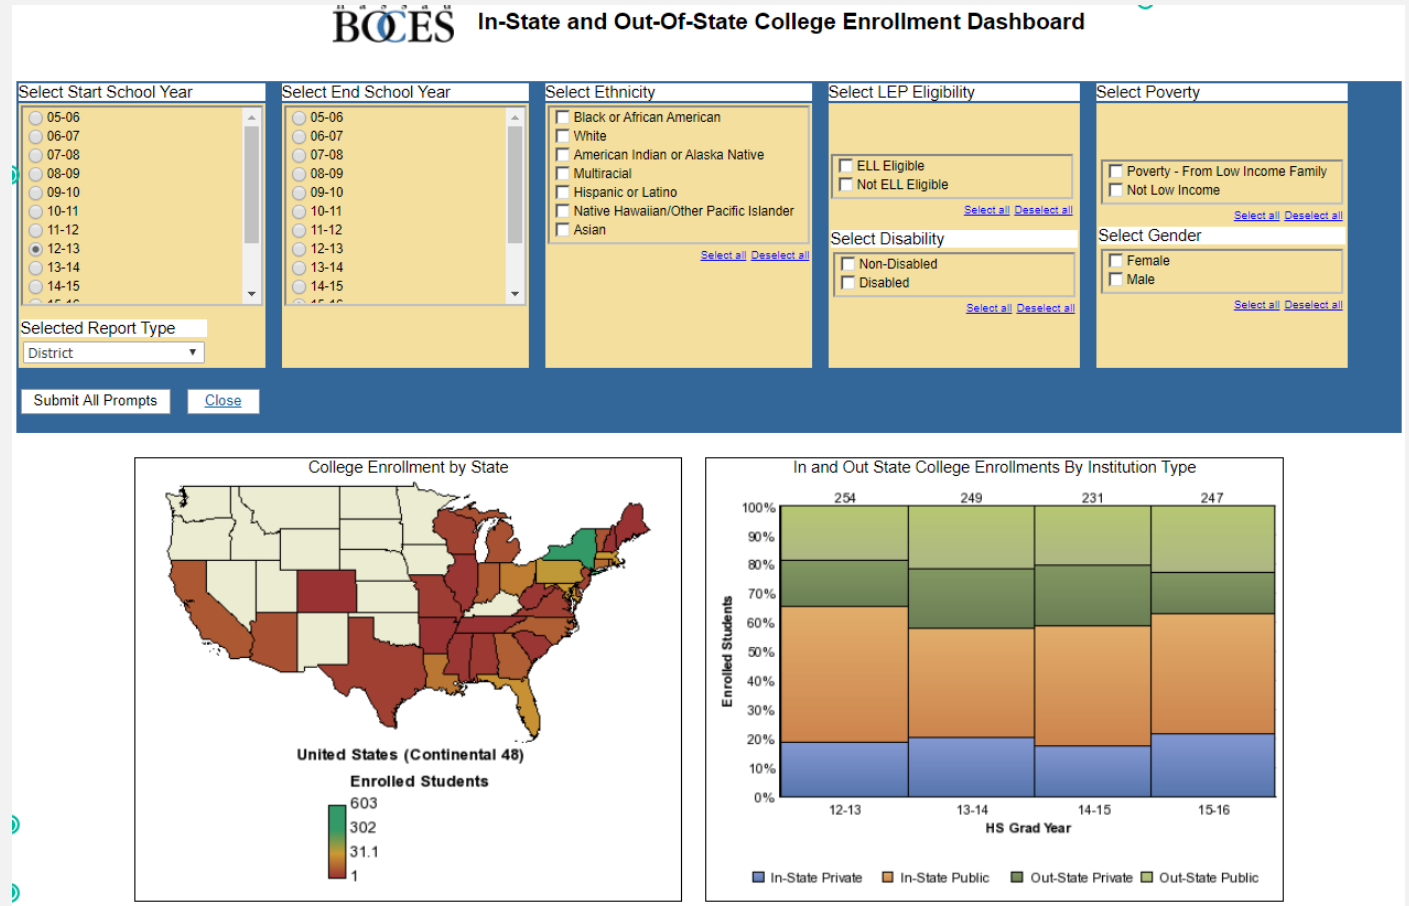 BOCES In-State and Out-Of-State College Enrollment Dashboard
Select Start School Year
05-06
06-07
07-08
08-09
09-10
10-11
11-12
12-13
13-14
14-15
Selected Report Type
District
Select End School Year
05-06
06-07
07-08
08-09
09-10
10-11
11-12
12-13
13-14
14-15
Select Ethnicity
Black or African American
White
American Indian or Alaska Native
Multiracial
Hispanic or Latino
Native Hawaiian/Other Pacific Islander
Asian
Select all Deselect all
Select LEP Eligibility
ELL Eligible
Not ELL Eligible
Select all Deselect all
Select Disability
Non-Disabled
Disabled
Select all Deselect all
Select Poverty
Poverty - From Low Income Family
Not Low Income
Select all Deselect all
Select Gender
Female
Male
Select all Deselect all
Submit All Prompts Close
College Enrollment by State
United States (Continental 48)
Enrolled Students
603
302
31.1
1
In and Out State College Enrollments By Institution Type
254 249 231 247
100%
90%
80%
70%
60%
50%
40%
30%
20%
10%
0%
Enrolled Students
12-13 13-14 14-15 15-16
HS Grad Year
In-State Private In-State Public Out-State Private Out-State Public